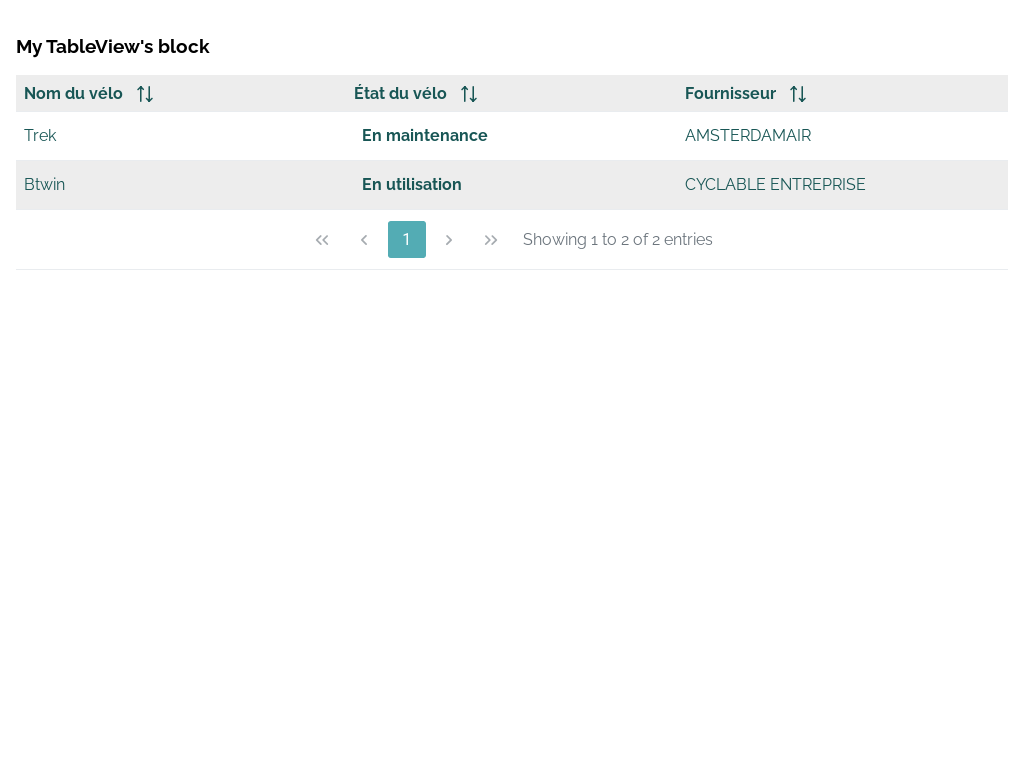 My TableView's block
Nom du vélo État du vélo Fournisseur
Trek En maintenance AMSTERDAMAIR
Btwin En utilisation CYCLABLE ENTREPRISE
1 Showing 1 to 2 of 2 entries